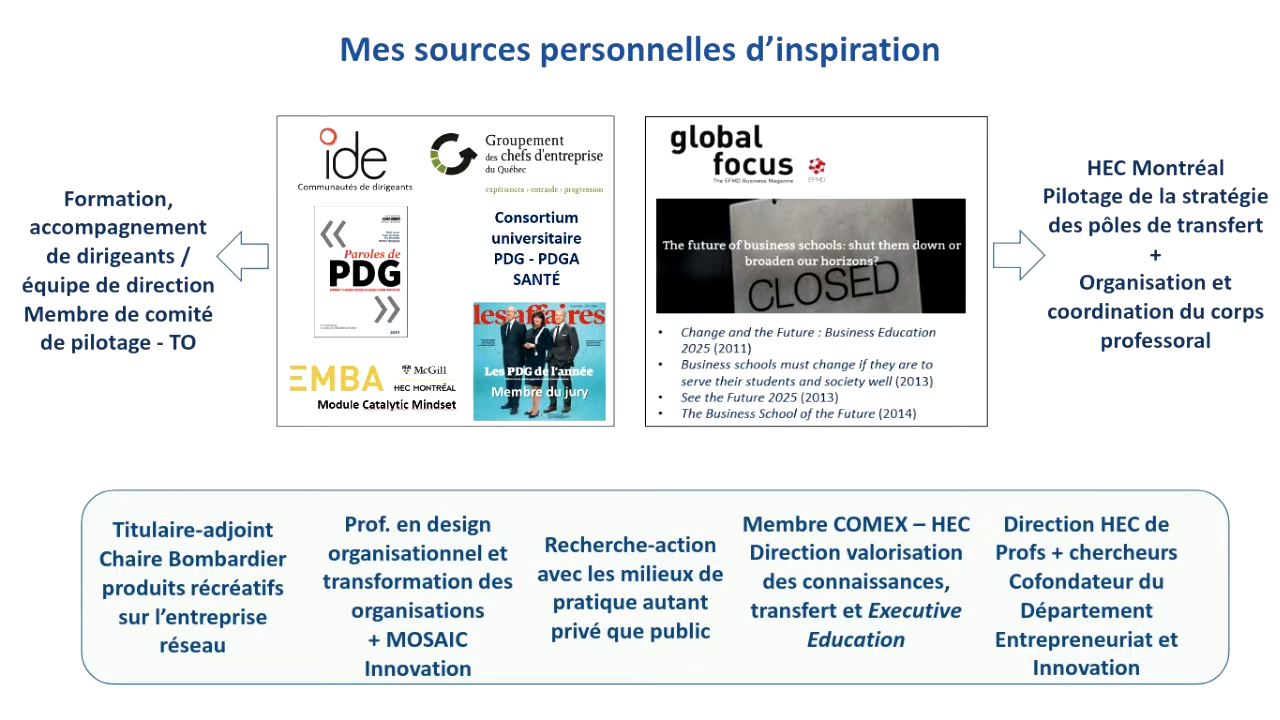 Mes sources personnelles d’inspiration
Formation,
accompagnement
de dirigeants /
équipe de direction
Membre de comité
de pilotage - TO
ide
Communautés de dirigeants
Groupement
des chefs d'entreprise
du Québec
expériences › entraide › progression
« Paroles de
PDG
»
2019
Consortium
universitaire
PDG - PDGA
SANTÉ
lesaffaires
Les PDG de l'année
Membre du jury
EMBA
McGill
HEC MONTRÉAL
Module Catalytic Mindset
global
focus
The EFMD Business Magazine
EFMD
The future of business schools: shut them down or
broaden our horizons?
CLOSED
• Change and the Future : Business Education
2025 (2011)
• Business schools must change if they are to
serve their students and society well (2013)
• See the Future 2025 (2013)
• The Business School of the Future (2014)
HEC Montréal
Pilotage de la stratégie
des pôles de transfert
+
Organisation et
coordination du corps
professoral
Titulaire-adjoint
Chaire Bombardier
produits récréatifs
sur l’entreprise
réseau
Prof. en design
organisationnel et
transformation des
organisations
+ MOSAIC
Innovation
Recherche-action
avec les milieux de
pratique autant
privé que public
Membre COMEX – HEC
Direction valorisation
des connaissances,
transfert et Executive
Education
Direction HEC de
Profs + chercheurs
Cofondateur du
Département
Entrepreneuriat et
Innovation